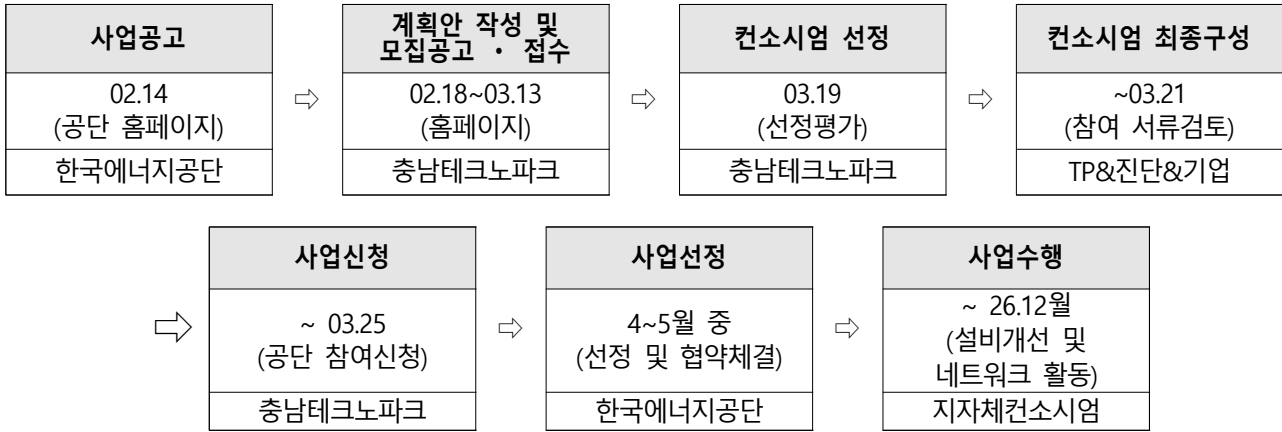 사업공고
02.14
(공단 홈페이지)
한국에너지공단
⇨
계획안 작성 및
모집공고 · 접수
02.18~03.13
(홈페이지)
충남테크노파크
⇨
컨소시엄 선정
03.19
(선정평가)
충남테크노파크
⇨
컨소시엄 최종구성
~03.21
(참여 서류검토)
TP&진단&기업
⇨
사업신청
~ 03.25
(공단 참여신청)
충남테크노파크
⇨
사업선정
4~5월 중
(선정 및 협약체결)
한국에너지공단
⇨
사업수행
~ 26.12월
(설비개선 및
네트워크 활동)
지자체컨소시엄